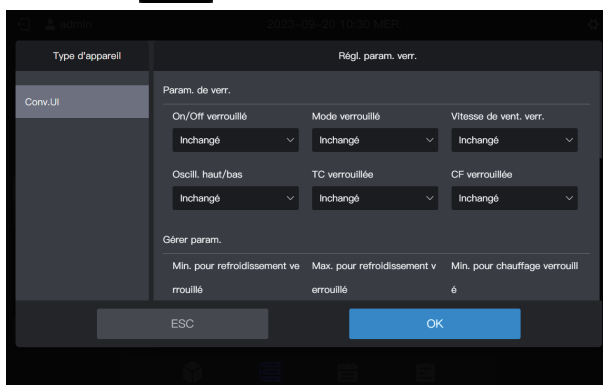 admin
2023-09-20 10:30 MER
Type d'appareil
Régl. param. verr.
Conv.UI
Param. de verr.
On/Off verrouillé
Mode verrouillé
Vitesse de vent. verr.
Inchangé
Inchangé
Inchangé
Oscill. haut/bas
TC verrouillée
CF verrouillée
Inchangé
Inchangé
Inchangé
Gérer param.
Min. pour refroidissement ve
rrouillé
Max. pour refroidissement v
errouillé
Min. pour chauffage verrouill
é
ESC
OK